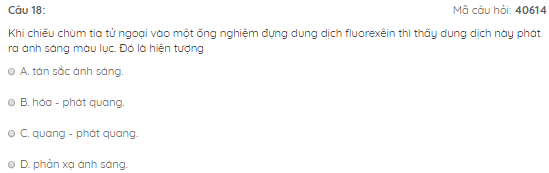 Câu 18: Mã câu hỏi: 40614
Khi chiếu chùm tia tử ngoại vào một ống nghiệm đựng dung dịch fluorexêin thì thấy dung dịch này phát
ra ánh sáng màu lục. Đó là hiện tượng
A. tán sắc ánh sáng.
B. hóa - phát quang.
C. quang - phát quang.
D. phản xạ ánh sáng.